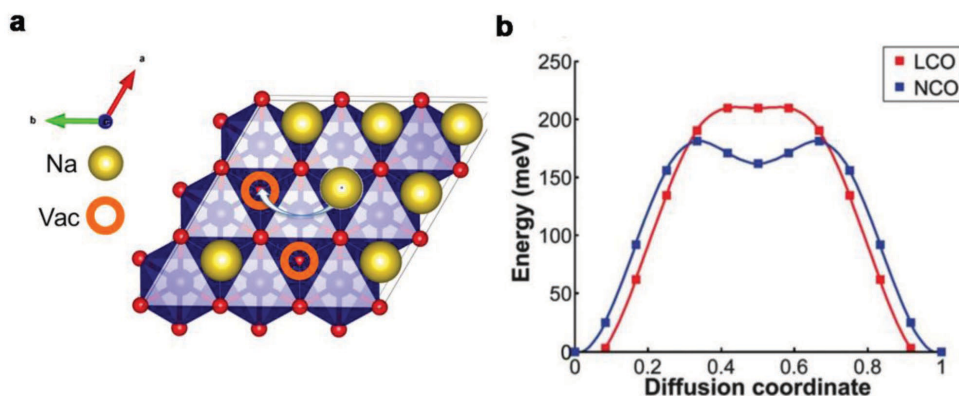 a
a
b
c
Na
Vac
b
LCO
NCO
Energy (meV)
250
200
150
100
50
0
0 0.2 0.4 0.6 0.8 1
Diffusion coordinate